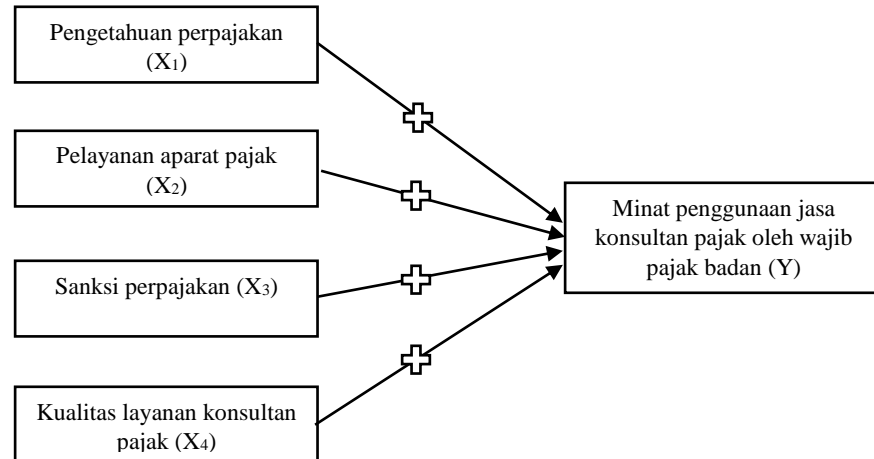 Pengetahuan perpajakan
(X₁)
Pelayanan aparat pajak
(X₂)
Sanksi perpajakan (X₃)
Kualitas layanan konsultan
pajak (X₄)
Minat penggunaan jasa
konsultan pajak oleh wajib
pajak badan (Y)